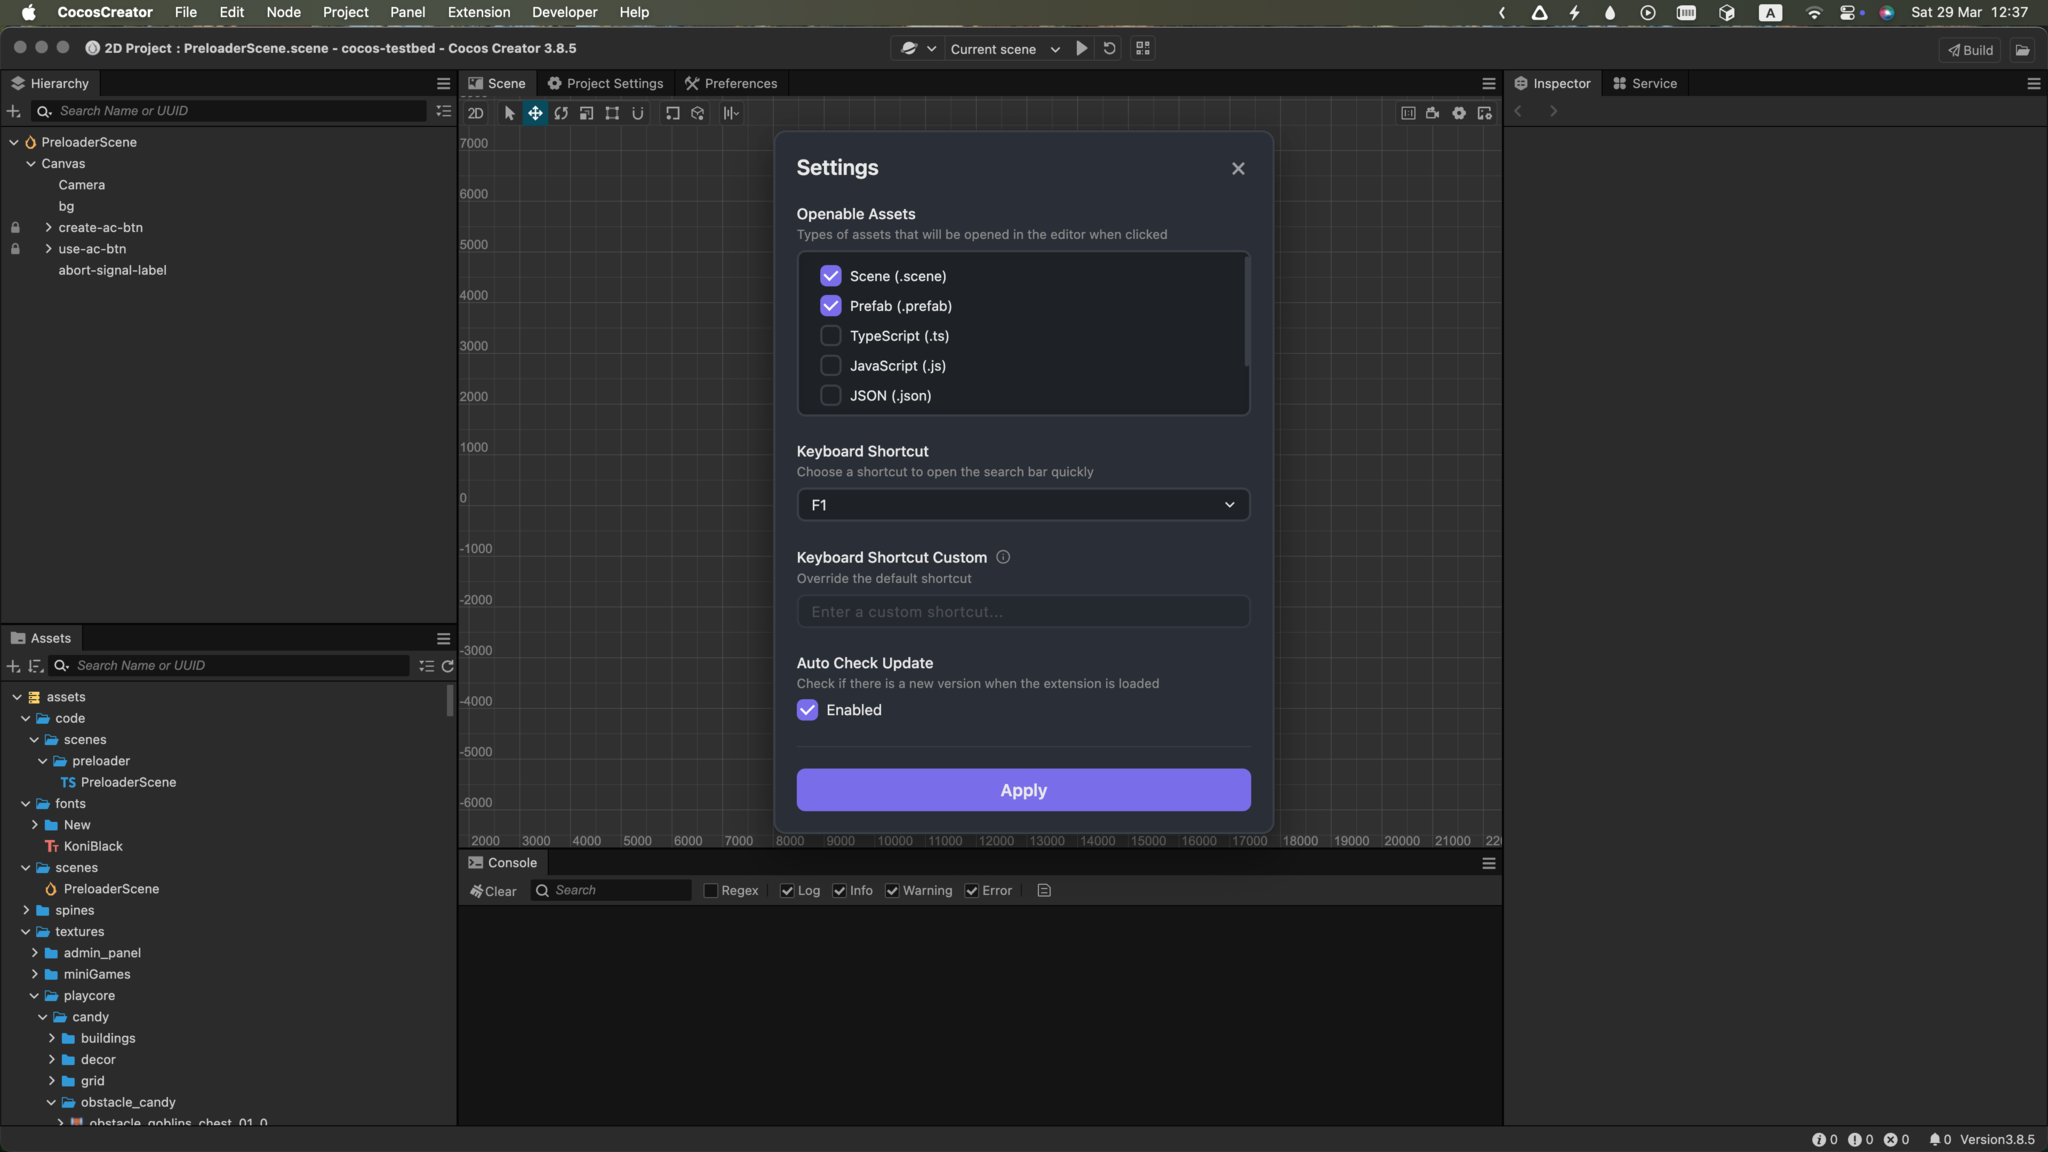 CocosCreator File Edit Node Project Panel Extension Developer Help
A Sat 29 Mar 12:37
2D Project : PreloaderScene.scene - cocos-testbed - Cocos Creator 3.8.5
Current scene
Build
Hierarchy
Search Name or UUID
PreloaderScene
Canvas
Camera
bg
create-ac-btn
use-ac-btn
abort-signal-label
Assets
Search Name or UUID
assets
code
scenes
preloader
TS PreloaderScene
fonts
New
Tт KoniBlack
scenes
PreloaderScene
spines
textures
admin_panel
miniGames
playcore
candy
buildings
decor
grid
obstacle_candy
obstacle_goblins_chest_01_0
Scene Project Settings Preferences
2D
7000
6000
5000
4000
3000
2000
1000
0
-1000
-2000
-3000
-4000
-5000
-6000
2000 3000 4000 5000 6000 7000 8000 9000 10000 11000 12000 13000 14000 15000 16000 17000 18000 19000 20000 21000 22
Settings
Openable Assets
Types of assets that will be opened in the editor when clicked
Scene (.scene)
Prefab (.prefab)
TypeScript (.ts)
JavaScript (.js)
JSON (.json)
Keyboard Shortcut
Choose a shortcut to open the search bar quickly
F1
Keyboard Shortcut Custom
Override the default shortcut
Enter a custom shortcut...
Auto Check Update
Check if there is a new version when the extension is loaded
Enabled
Apply
Console
Clear Search Regex Log Info Warning Error
Inspector Service
0 0 0 0 Version3.8.5